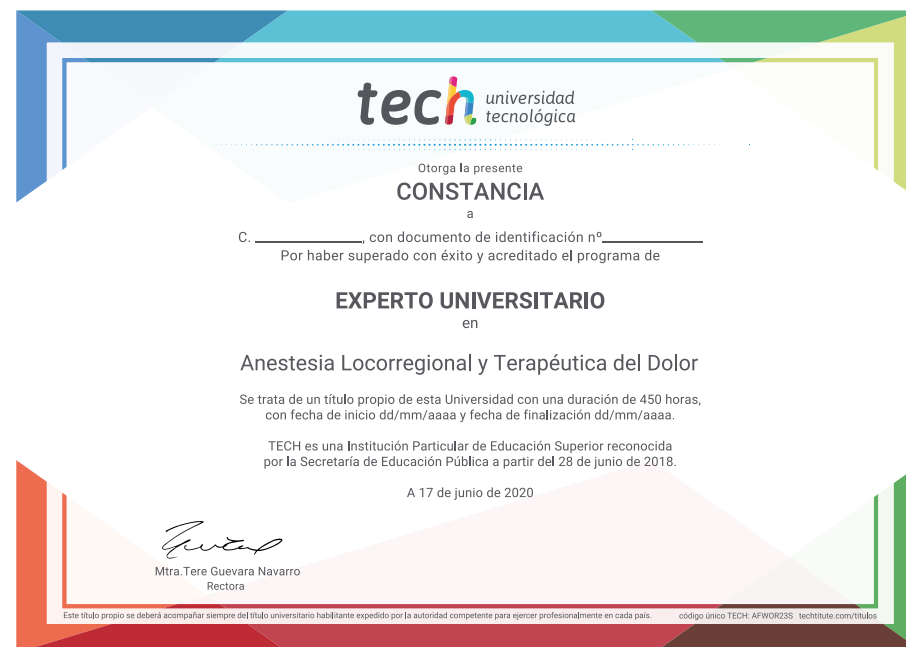 tech universidad
tecnológica
Otorga la presente
CONSTANCIA
a
C. ____________, con documento de identificación nº____________
Por haber superado con éxito y acreditado el programa de
EXPERTO UNIVERSITARIO
en
Anestesia Locorregional y Terapéutica del Dolor
Se trata de un título propio de esta Universidad con una duración de 450 horas,
con fecha de inicio dd/mm/aaaa y fecha de finalización dd/mm/aaaa.
TECH es una Institución Particular de Educación Superior reconocida
por la Secretaría de Educación Pública a partir del 28 de junio de 2018.
A 17 de junio de 2020
Mtra.Tere Guevara Navarro
Rectora
Este título propio se deberá acompañar siempre del título universitario habilitante expedido por la autoridad competente para ejercer profesionalmente en cada país. código único TECH: AFWOR23S techtitute.com/titulos